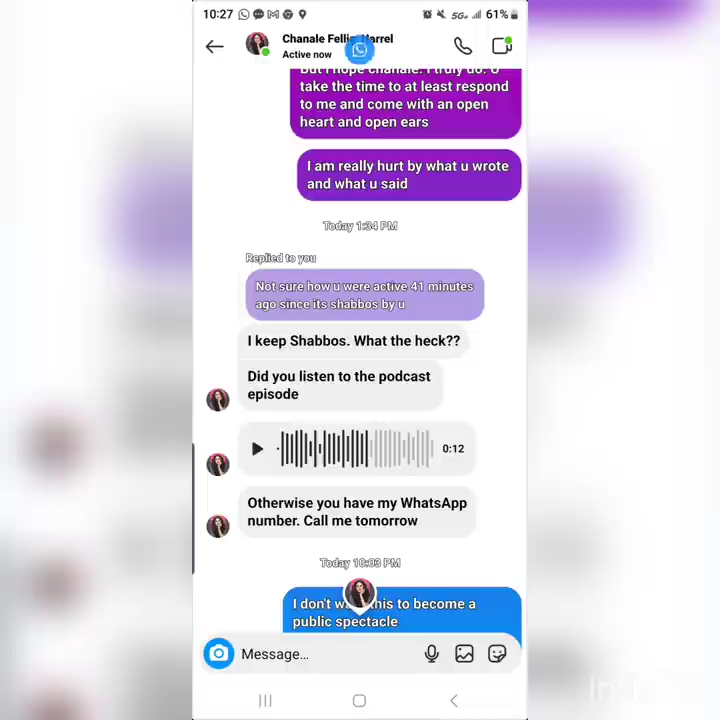 10:27
5G+
61%
Chanale Fellig Harrel
Active now
But I hope Chanale. I truly do. U
take the time to at least respond
to me and come with an open
heart and open ears
I am really hurt by what u wrote
and what u said
Today 1:34 PM
Replied to you
Not sure how u were active 41 minutes
ago since its shabbos by u
I keep Shabbos. What the heck??
Did you listen to the podcast
episode
0:12
Otherwise you have my WhatsApp
number. Call me tomorrow
Today 10:03 PM
I don't this to become a
public spectacle
Message...